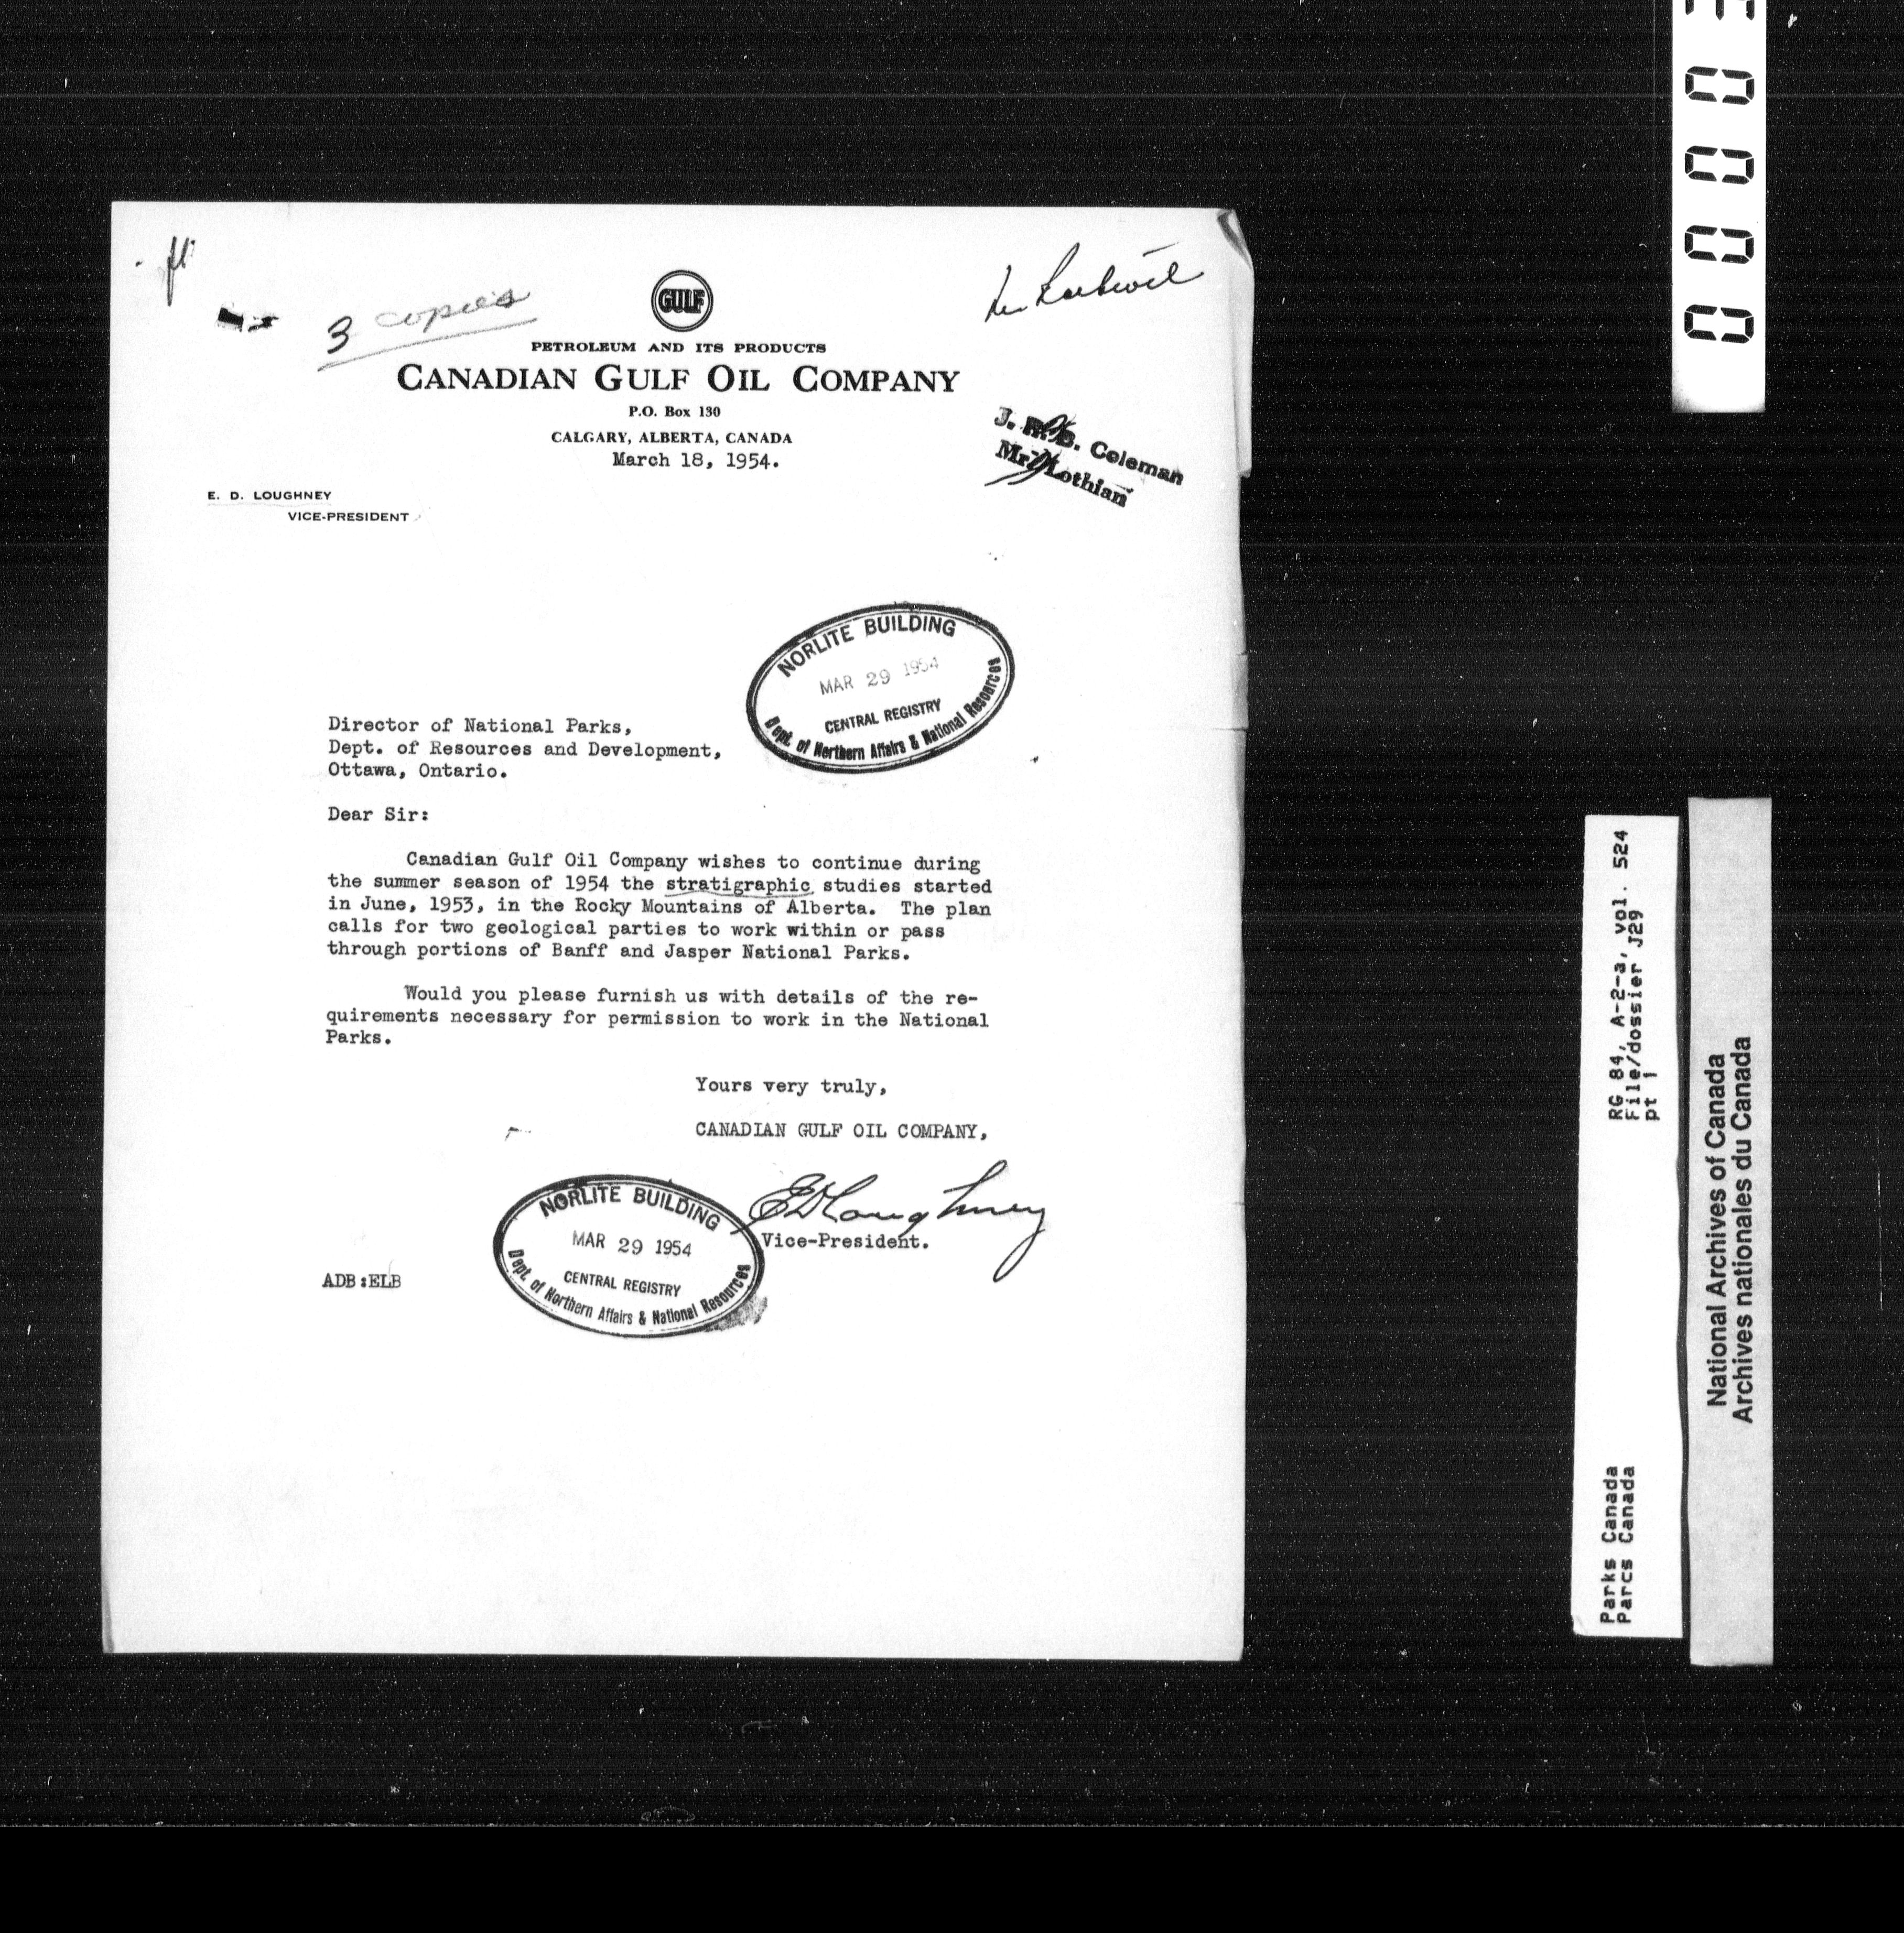 3 copies
GULF
PETROLEUM AND ITS PRODUCTS
CANADIAN GULF OIL COMPANY
P.O. Box 130
CALGARY, ALBERTA, CANADA
March 18, 1954.
J. Coleman
Mr. Lothian
E. D. LOUGHNEY
VICE-PRESIDENT
NORLITE BUILDING
MAR 29 1954
CENTRAL REGISTRY
Dept. of Northern Affairs & National Resources
Director of National Parks,
Dept. of Resources and Development,
Ottawa, Ontario.
Dear Sir:
Canadian Gulf Oil Company wishes to continue during
the summer season of 1954 the stratigraphic studies started
in June, 1953, in the Rocky Mountains of Alberta. The plan
calls for two geological parties to work within or pass
through portions of Banff and Jasper National Parks.
Would you please furnish us with details of the re-
quirements necessary for permission to work in the National
Parks.
Yours very truly,
CANADIAN GULF OIL COMPANY,
E D Loughney
Vice-President.
NORLITE BUILDING
MAR 29 1954
CENTRAL REGISTRY
Dept. of Northern Affairs & National Resources
ADB:ELB
0000
RG 84, A-2-a, vol. 524
File/dossier J29
pt 1
Parks Canada
Parcs Canada
National Archives of Canada
Archives nationales du Canada